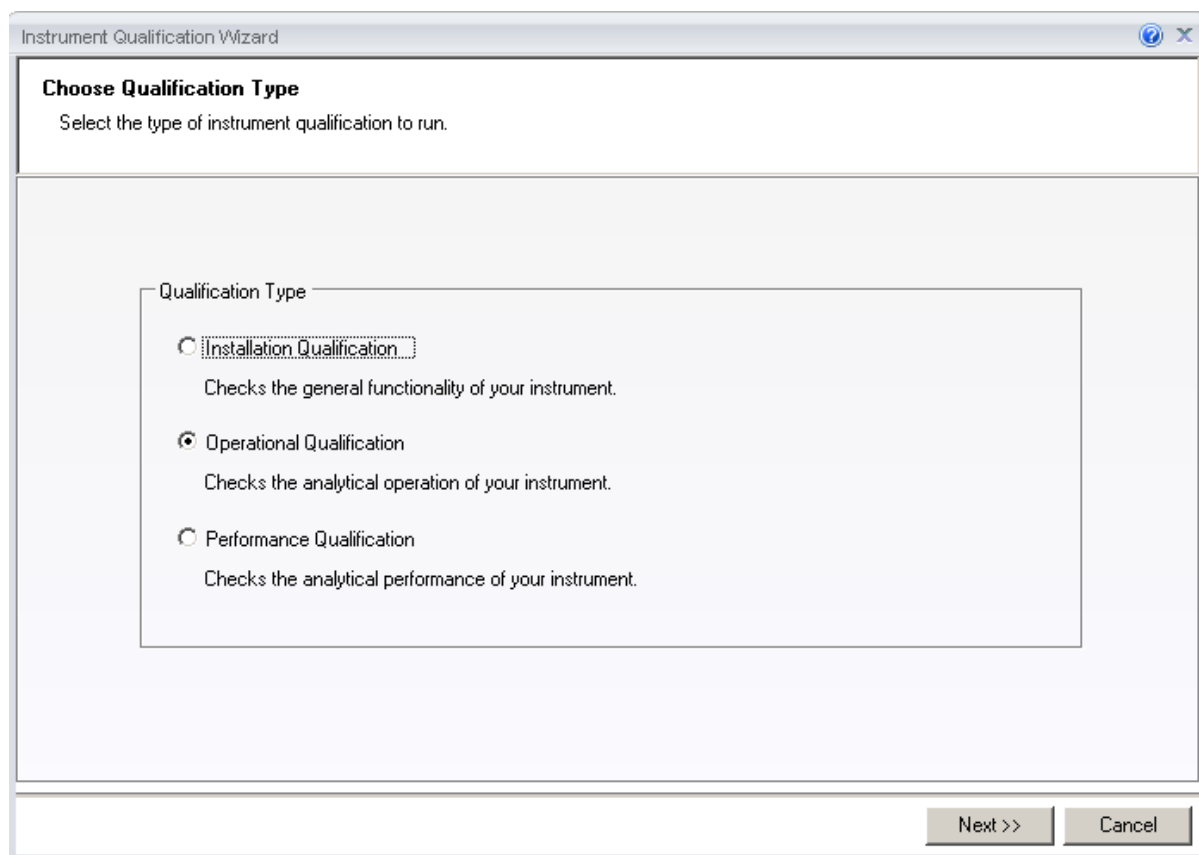 Instrument Qualification Wizard
Choose Qualification Type
Select the type of instrument qualification to run.
Qualification Type
Installation Qualification
Checks the general functionality of your instrument.
Operational Qualification
Checks the analytical operation of your instrument.
Performance Qualification
Checks the analytical performance of your instrument.
Next >>
Cancel